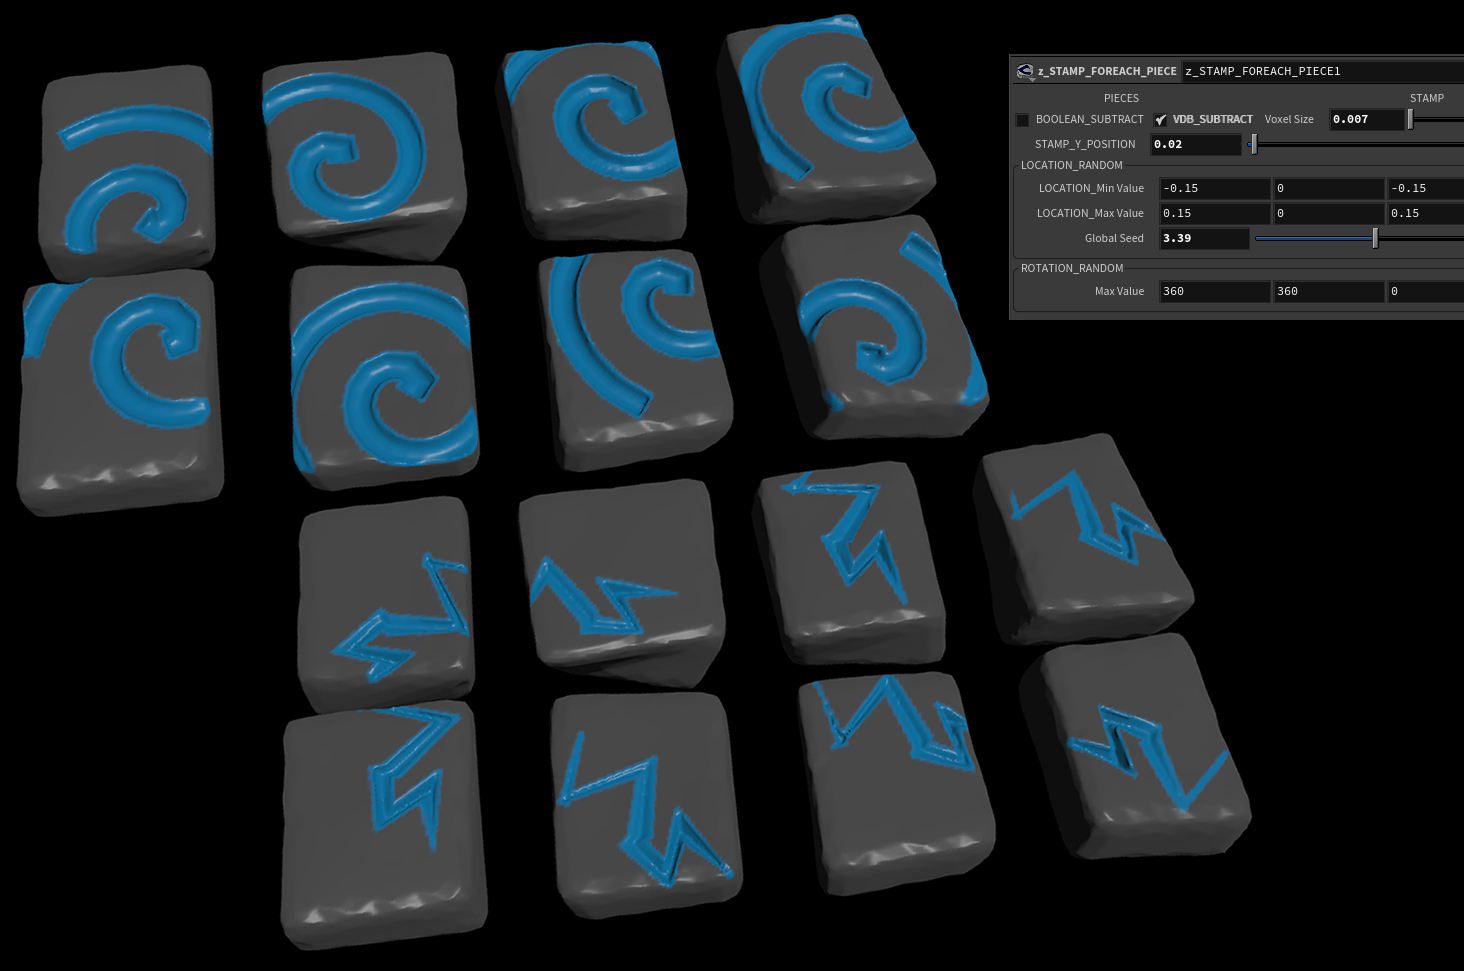 z_STAMP_FOREACH_PIECE z_STAMP_FOREACH_PIECE1
PIECES STAMP
BOOLEAN_SUBTRACT VDB_SUBTRACT Voxel Size 0.007
STAMP_Y_POSITION 0.02
LOCATION_RANDOM
LOCATION_Min Value -0.15 0 -0.15
LOCATION_Max Value 0.15 0 0.15
Global Seed 3.39
ROTATION_RANDOM
Max Value 360 360 0